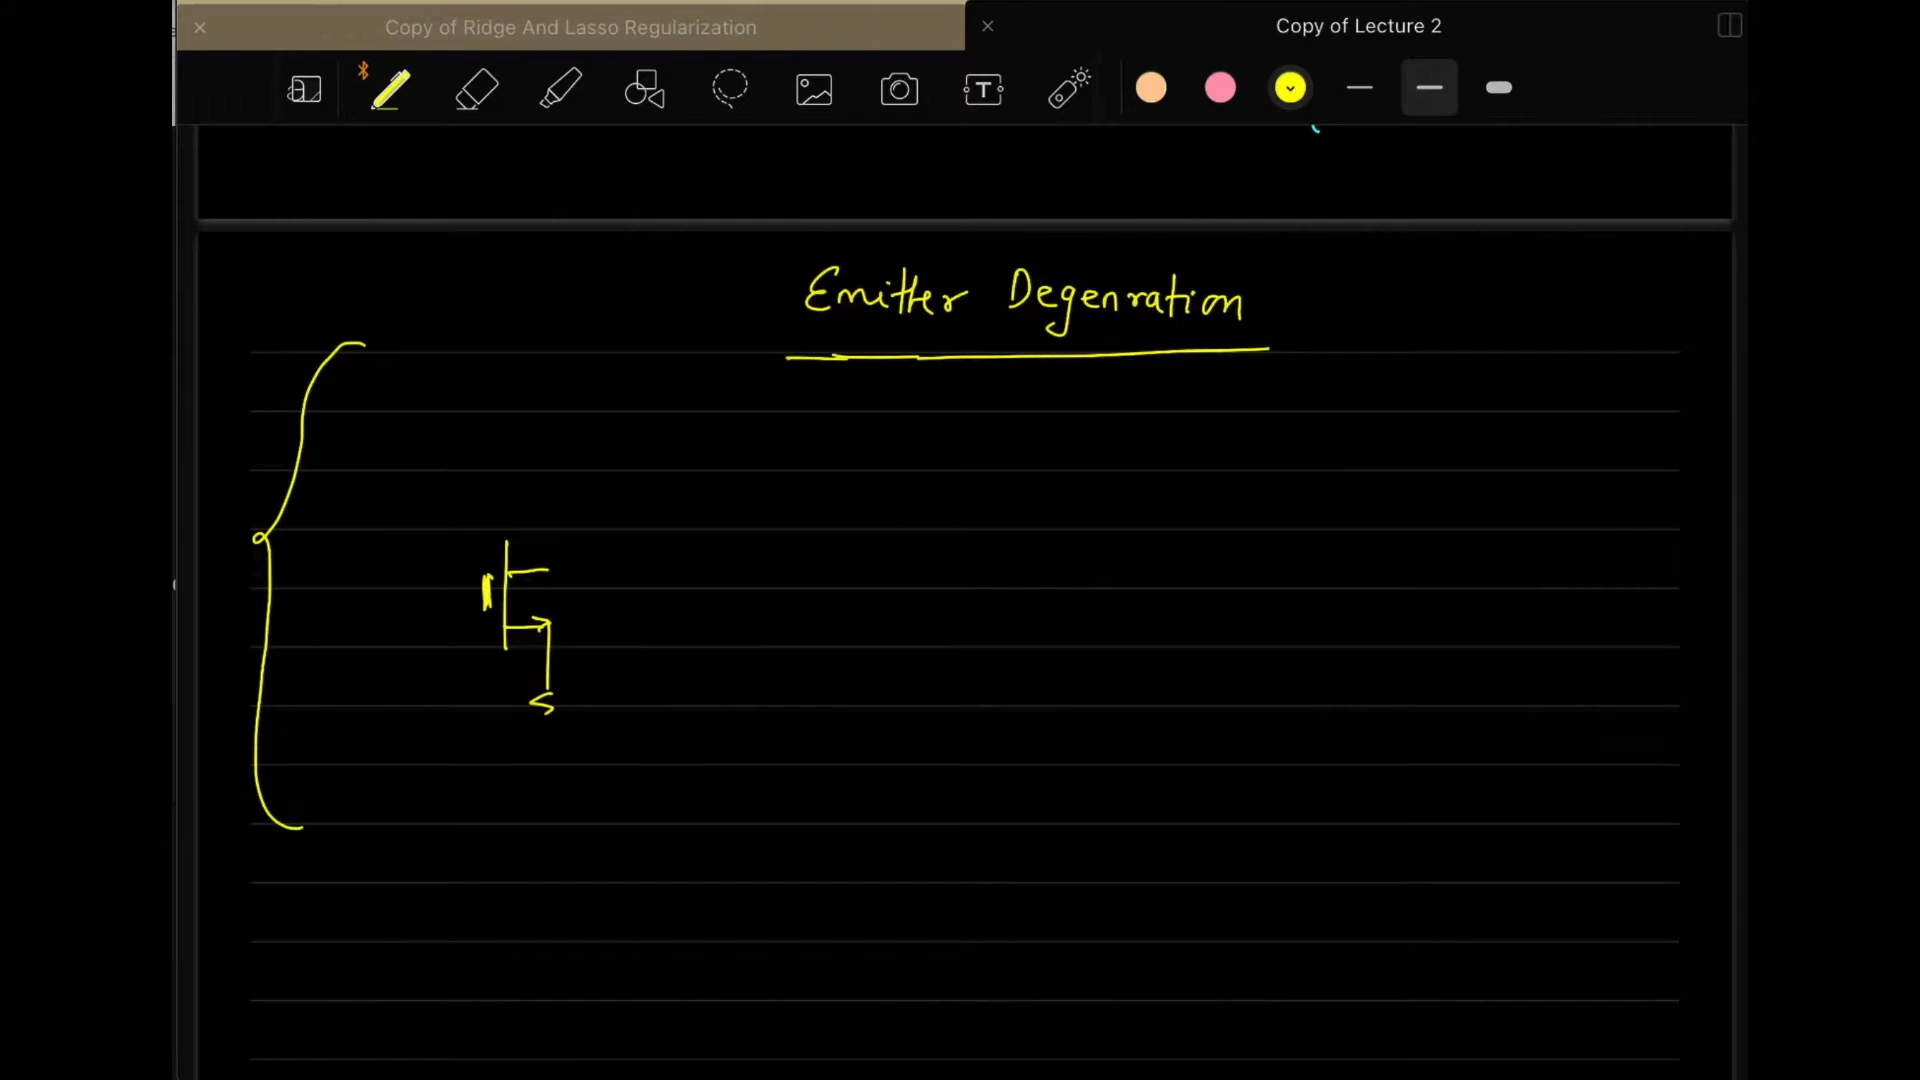 Copy of Ridge And Lasso Regularization
Copy of Lecture 2
T
Emitter Degenration
S